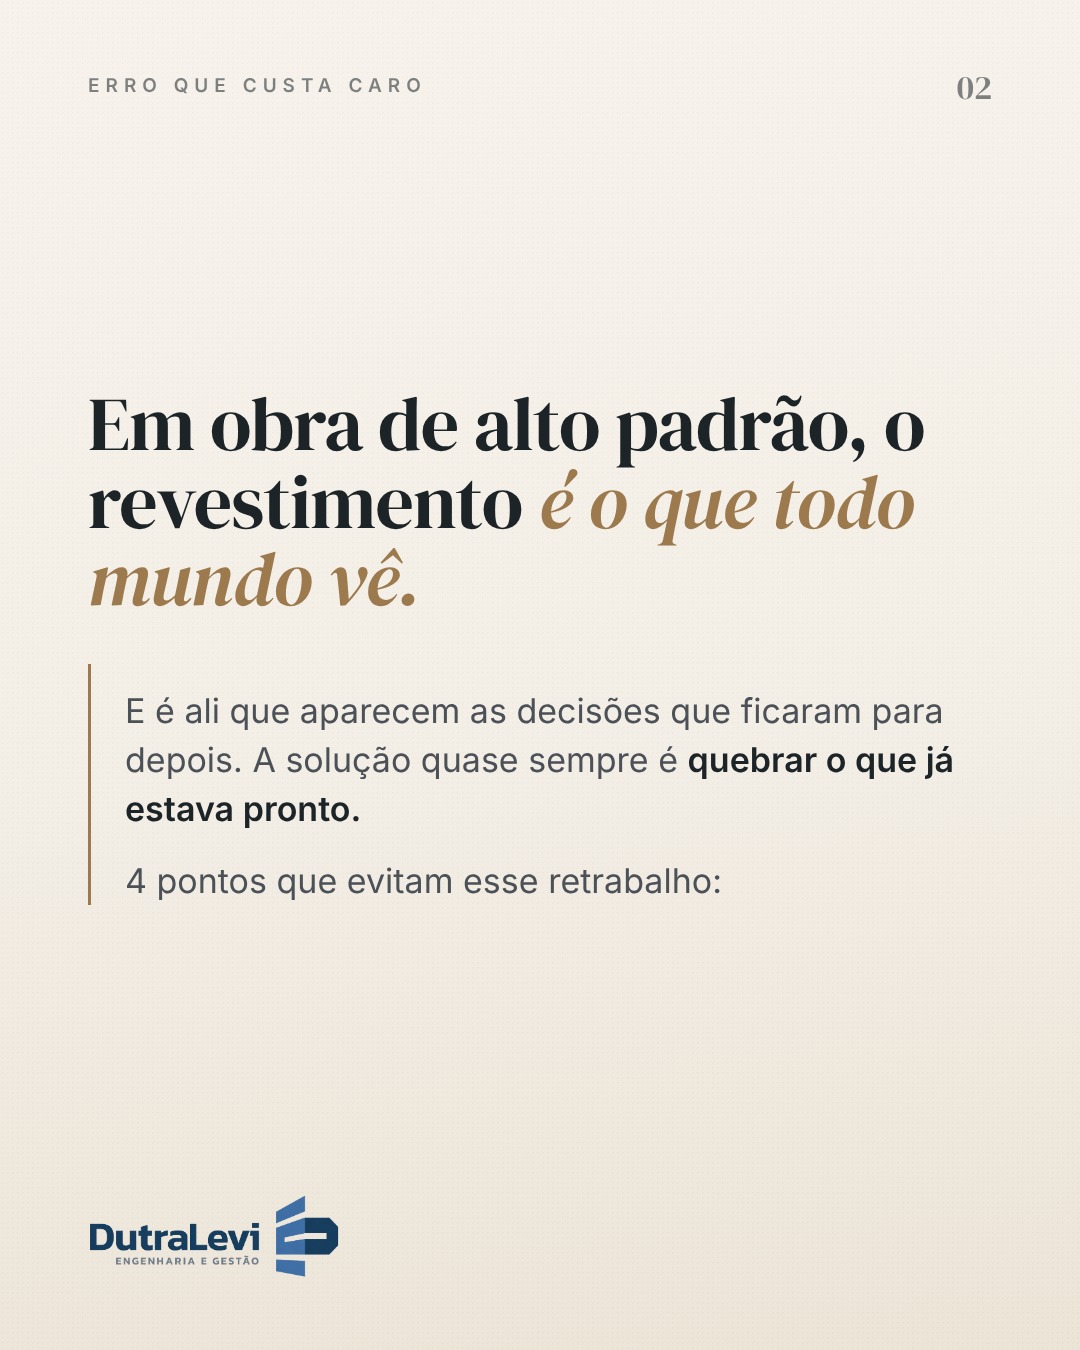 ERRO QUE CUSTA CARO
02
Em obra de alto padrão, o
revestimento é o que todo
mundo vê.
E é ali que aparecem as decisões que ficaram para
depois. A solução quase sempre é quebrar o que já
estava pronto.
4 pontos que evitam esse retrabalho:
DutraLevi
ENGENHARIA E GESTÃO